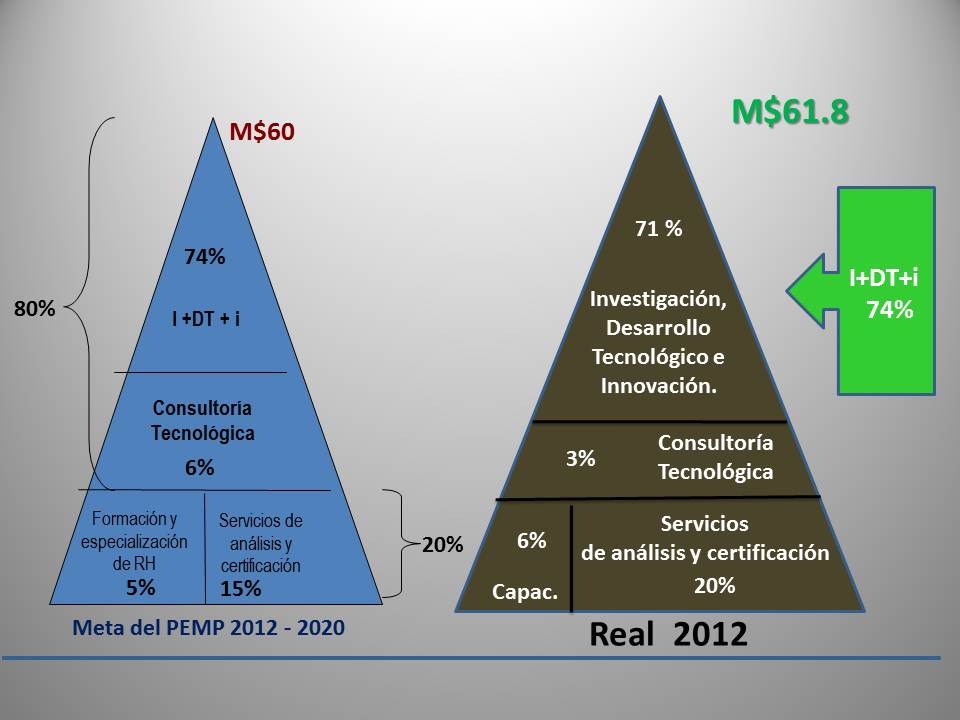 M$60
80%
74%
I +DT + i
Consultoría
Tecnológica
6%
Formación y
especialización
de RH
5%
Servicios de
análisis y
certificación
15%
20%
Meta del PEMP 2012 - 2020
M$61.8
71 %
Investigación,
Desarrollo
Tecnológico e
Innovación.
I+DT+i
74%
3%
Consultoría
Tecnológica
6%
Capac.
Servicios
de análisis y certificación
20%
Real 2012